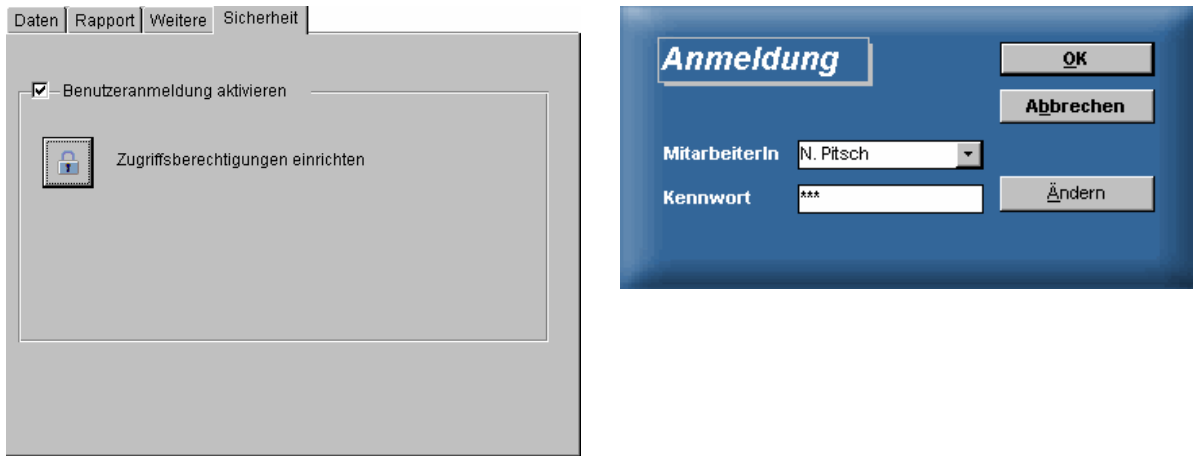 Daten Rapport Weitere Sicherheit
Benutzeranmeldung aktivieren
Zugriffsberechtigungen einrichten
Anmeldung
OK
Abbrechen
MitarbeiterIn N. Pitsch
Kennwort ***
Ändern